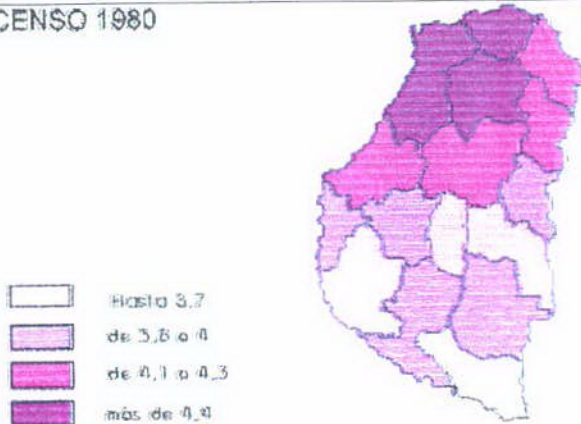 CENSO 1980
Hasta 3,7
de 3,8 a 4
de 4,1 a 4,3
más de 4,4